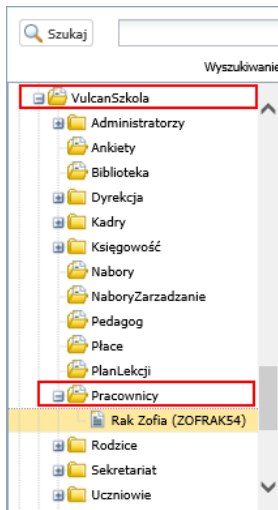 Szukaj
Wyszukiwanie
VulcanSzkola
Administratorzy
Ankiety
Biblioteka
Dyrekcja
Kadry
Księgowość
Nabory
NaboryZarzadzanie
Pedagog
Płace
PlanLekcji
Pracownicy
Rak Zofia (ZOFRAK54)
Rodzice
Sekretariat
Uczniowie